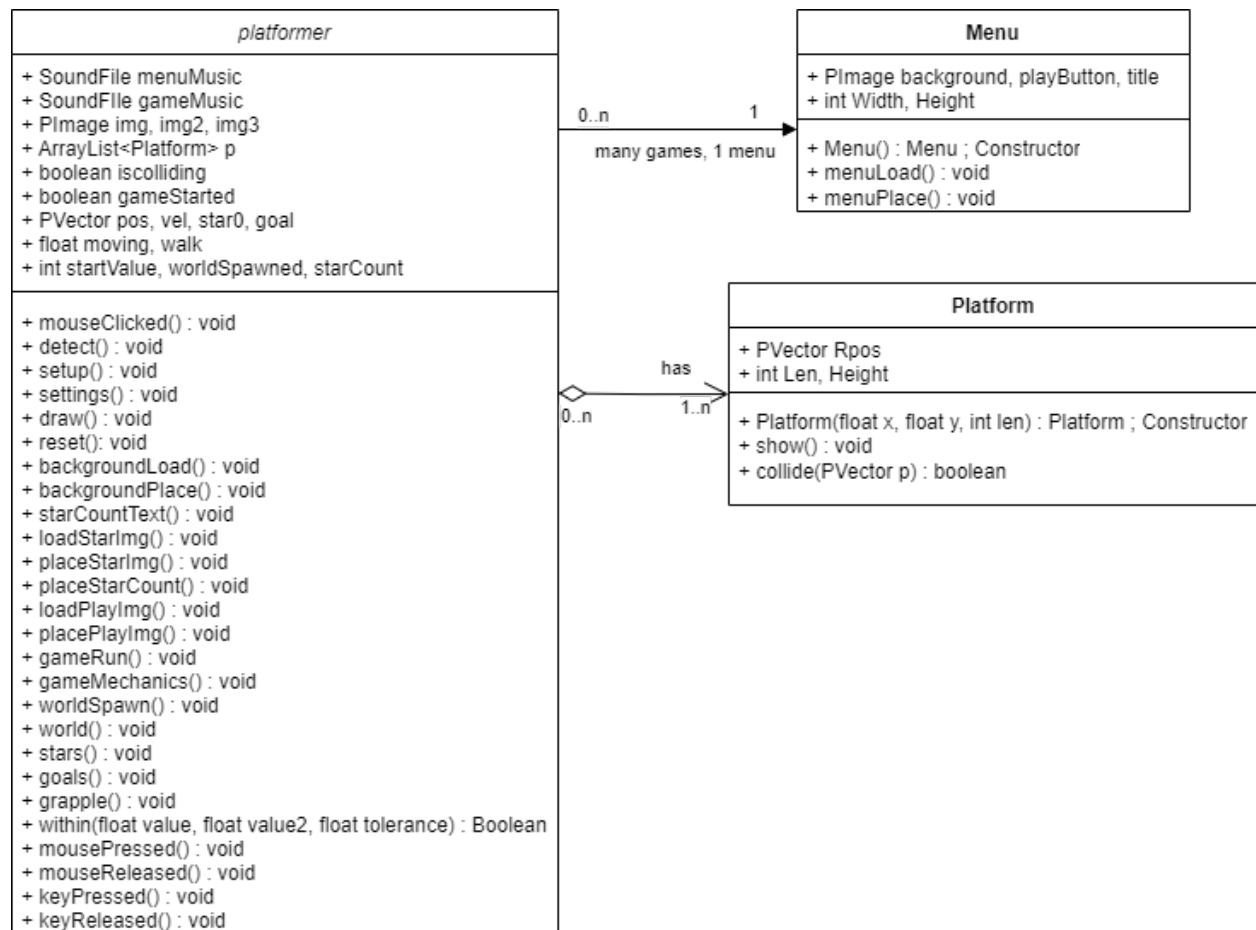 platformer
+ SoundFile menuMusic
+ SoundFIle gameMusic
+ PImage img, img2, img3
+ ArrayList<Platform> p
+ boolean iscolliding
+ boolean gameStarted
+ PVector pos, vel, star0, goal
+ float moving, walk
+ int startValue, worldSpawned, starCount
+ mouseClicked() : void
+ detect() : void
+ setup() : void
+ settings() : void
+ draw() : void
+ reset(): void
+ backgroundLoad() : void
+ backgroundPlace() : void
+ starCountText() : void
+ loadStarImg() : void
+ placeStarImg() : void
+ placeStarCount() : void
+ loadPlayImg() : void
+ placePlayImg() : void
+ gameRun() : void
+ gameMechanics() : void
+ worldSpawn() : void
+ world() : void
+ stars() : void
+ goals() : void
+ grapple() : void
+ within(float value, float value2, float tolerance) : Boolean
+ mousePressed() : void
+ mouseReleased() : void
+ keyPressed() : void
+ keyReleased() : void
0..n 1
many games, 1 menu
Menu
+ PImage background, playButton, title
+ int Width, Height
+ Menu() : Menu ; Constructor
+ menuLoad() : void
+ menuPlace() : void
has
0..n 1..n
Platform
+ PVector Rpos
+ int Len, Height
+ Platform(float x, float y, int len) : Platform ; Constructor
+ show() : void
+ collide(PVector p) : boolean